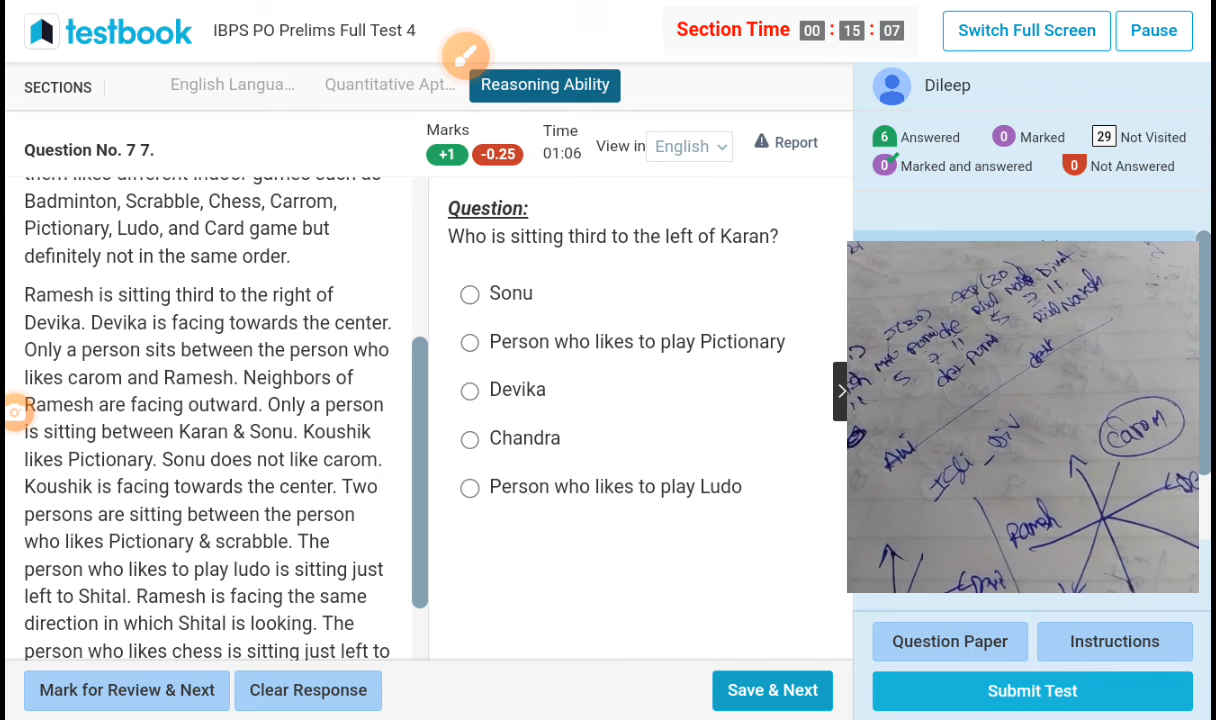 testbook
IBPS PO Prelims Full Test 4
Section Time 00 : 15 : 07
Switch Full Screen
Pause
SECTIONS
English Langua...
Quantitative Apt...
Reasoning Ability
Dileep
Question No. 7 7.
Marks
+1 -0.25
Time
01:06
View in English
Report
6 Answered
0 Marked
29 Not Visited
0 Marked and answered
0 Not Answered
them likes different indoor games such as
Badminton, Scrabble, Chess, Carrom,
Pictionary, Ludo, and Card game but
definitely not in the same order.
Ramesh is sitting third to the right of
Devika. Devika is facing towards the center.
Only a person sits between the person who
likes carom and Ramesh. Neighbors of
Ramesh are facing outward. Only a person
is sitting between Karan & Sonu. Koushik
likes Pictionary. Sonu does not like carom.
Koushik is facing towards the center. Two
persons are sitting between the person
who likes Pictionary & scrabble. The
person who likes to play ludo is sitting just
left to Shital. Ramesh is facing the same
direction in which Shital is looking. The
person who likes chess is sitting just left to
Question:
Who is sitting third to the left of Karan?
Sonu
Person who likes to play Pictionary
Devika
Chandra
Person who likes to play Ludo
Carom
Ramesh
Mark for Review & Next
Clear Response
Save & Next
Question Paper
Instructions
Submit Test